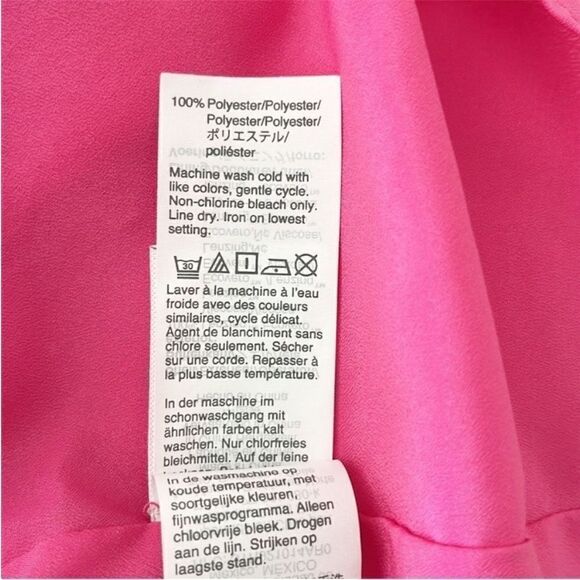 100% Polyester/Polyester/
Polyester/Polyester/
ポリエステル/
poliéster
Machine wash cold with
like colors, gentle cycle.
Non-chlorine bleach only.
Line dry. Iron on lowest
setting.
30
Laver à la machine à l'eau
froide avec des couleurs
similaires, cycle délicat.
Agent de blanchiment sans
chlore seulement. Sécher
sur une corde. Repasser à
la plus basse température.
In der maschine im
schonwaschgang mit
ähnlichen farben kalt
waschen. Nur chlorfreies
bleichmittel. Auf der leine
In de wasmachine op
koude temperatuur, met
soortgelijke kleuren,
fijnwasprogramma. Alleen
chloorvrije bleek. Drogen
aan de lijn. Strijken op
laagste stand.